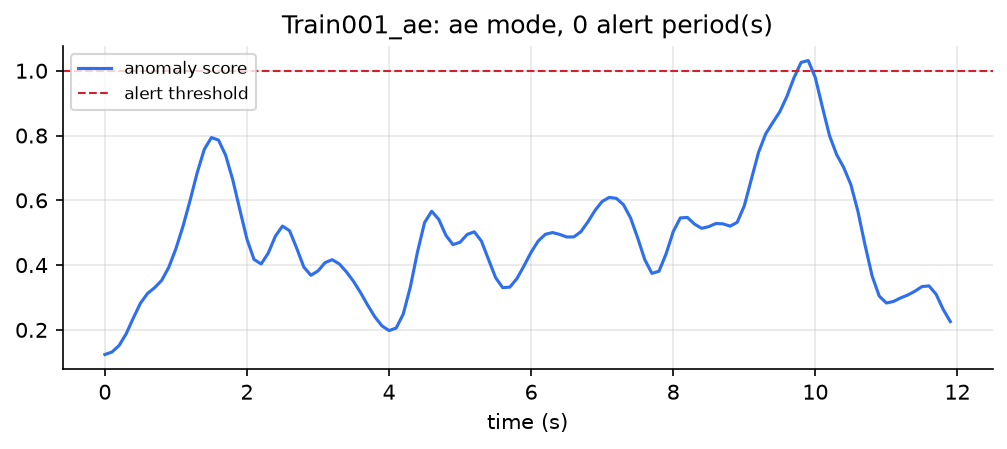 Train001_ae: ae mode, 0 alert period(s)
anomaly score
alert threshold
1.0
0.8
0.6
0.4
0.2
0 2 4 6 8 10 12
time (s)